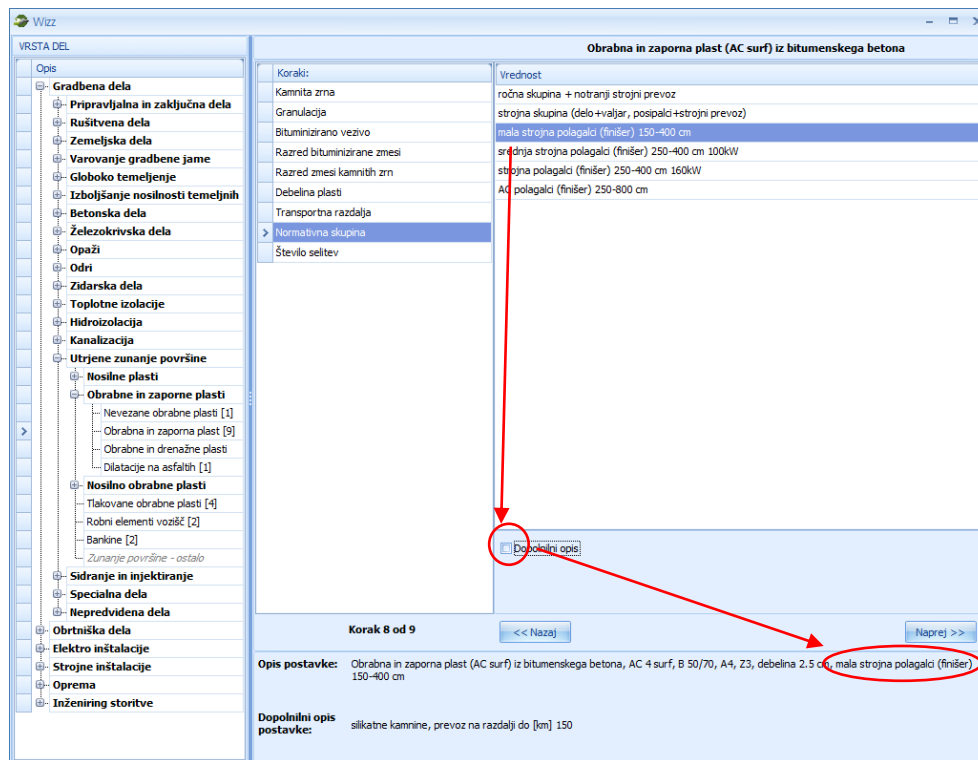 Wizz
VRSTA DEL
Opis
Gradbena dela
Pripravljalna in zaključna dela
Rušitvena dela
Zemeljska dela
Varovanje gradbene jame
Globoko temeljenje
Izboljšanje nosilnosti temeljnih
Betonska dela
Železokrivska dela
Opaži
Odri
Zidarska dela
Toplotne izolacije
Hidroizolacija
Kanalizacija
Utrjene zunanje površine
Nosilne plasti
Obrabne in zaporne plasti
Nevezane obrabne plasti [1]
Obrabna in zaporna plast [9]
Obrabne in drenažne plasti
Dilatacije na asfaltih [1]
Nosilno obrabne plasti
Tlakovane obrabne plasti [4]
Robni elementi vozišč [2]
Bankine [2]
Zunanje površine - ostalo
Sidranje in injektiranje
Specialna dela
Nepredvidena dela
Obrtniška dela
Elektro inštalacije
Strojne inštalacije
Oprema
Inženiring storitve
Obrabna in zaporna plast (AC surf) iz bitumenskega betona
Koraki:
Kamnita zrna
Granulacija
Bituminizirano vezivo
Razred bituminizirane zmesi
Razred zmesi kamnitih zrn
Debelina plasti
Transportna razdalja
Normativna skupina
Število selitev
Vrednost
ročna skupina + notranji strojni prevoz
strojna skupina (delo+valjar, posipalci+strojni prevoz)
mala strojna polagalci (finišer) 150-400 cm
srednja strojna polagalci (finišer) 250-400 cm 100kW
strojna polagalci (finišer) 250-400 cm 160kW
AC polagalci (finišer) 250-800 cm
Dopolnilni opis
Korak 8 od 9
<< Nazaj
Naprej >>
Opis postavke: Obrabna in zaporna plast (AC surf) iz bitumenskega betona, AC 4 surf, B 50/70, A4, Z3, debelina 2.5 cm, mala strojna polagalci (finišer)
150-400 cm
Dopolnilni opis
postavke: silikatne kamnine, prevoz na razdalji do [km] 150